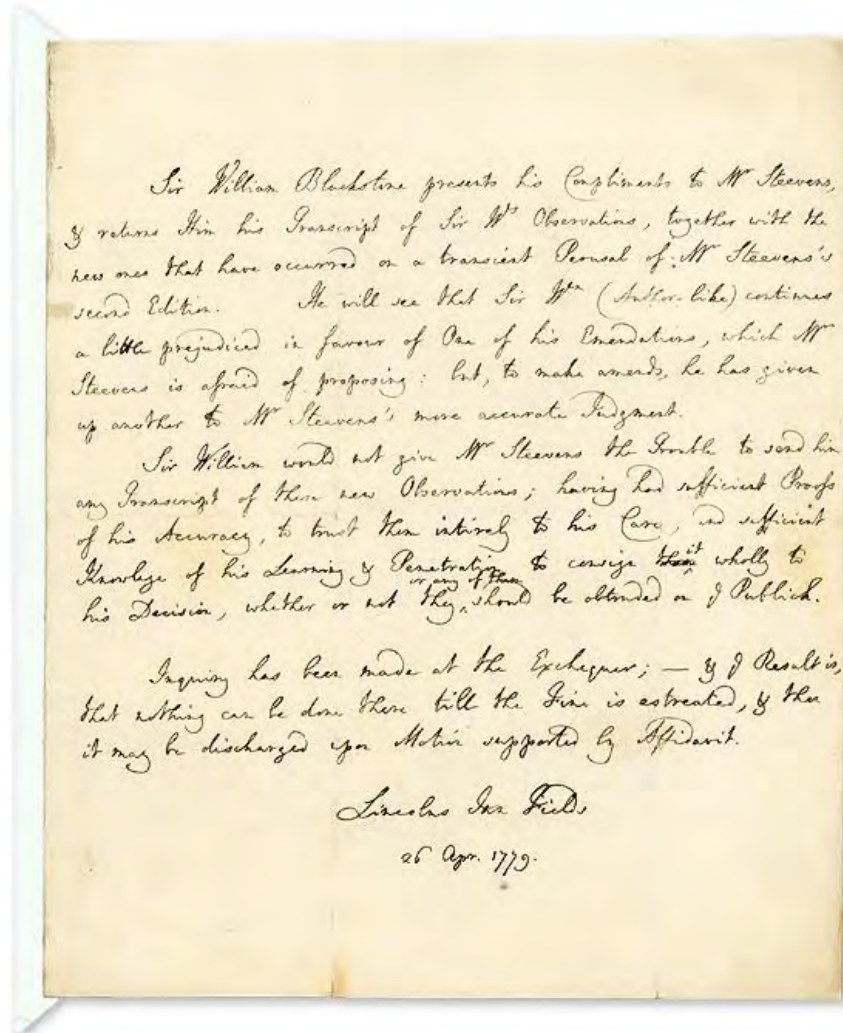 Sir William Blackstone presents his Compliments to Mr Steevens,
& returns Him his Transcript of Sir Wms Observations, together with the
new ones that have occurred on a transient Perusal of Mr Steevens's
second Edition. He will see that Sir Wm (Author-like) continues
a little prejudiced in favour of One of his Emendations, which Mr
Steevens is afraid of proposing: but, to make amends, he has given
up another to Mr Steevens's more accurate Judgment.
Sir William would not give Mr Steevens the Trouble to send him
any Transcript of these new Observations; having had sufficient Proofs
of his Accuracy, to trust them intirely to his Care, and sufficient
Knowlege of his Learning & Penetration to consign it wholly to
his Decision, whether or not they, or any of them should be obtruded on ye Publick.
Inquiry has been made at the Exchequer; — & ye Result is,
that nothing can be done there till the Fine is estreated, & then
it may be discharged upon Motion supported by Affidavit.
Lincolns Inn Fields
26 Apr. 1779.